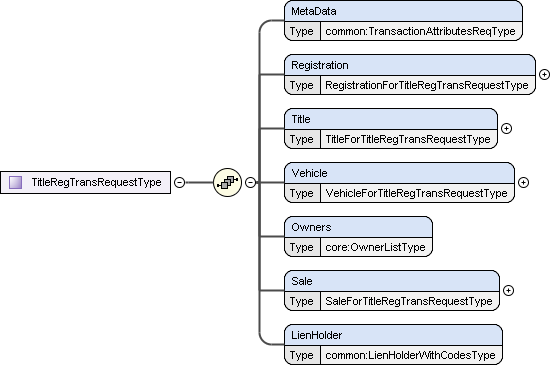 MetaData
Type common:TransactionAttributesReqType
Registration
Type RegistrationForTitleRegTransRequestType
Title
Type TitleForTitleRegTransRequestType
TitleRegTransRequestType
Vehicle
Type VehicleForTitleRegTransRequestType
Owners
Type core:OwnerListType
Sale
Type SaleForTitleRegTransRequestType
LienHolder
Type common:LienHolderWithCodesType